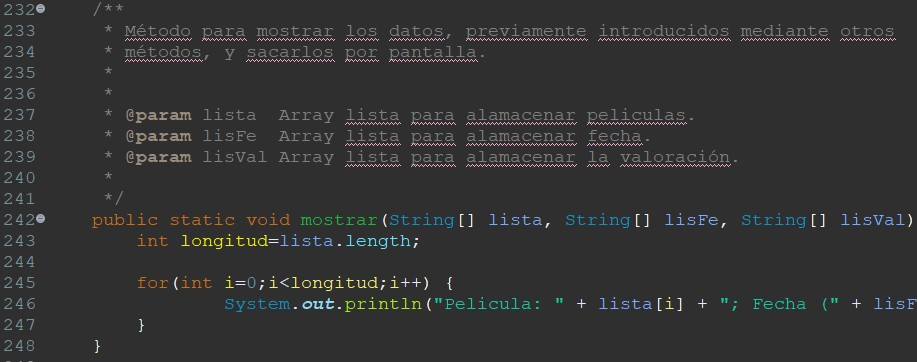 232 /**
233 * Método para mostrar los datos, previamente introducidos mediante otros
234 * métodos, y sacarlos por pantalla.
235 *
236 *
237 * @param lista Array lista para alamacenar peliculas.
238 * @param lisFe Array lista para alamacenar fecha.
239 * @param lisVal Array lista para alamacenar la valoración.
240 *
241 */
242 public static void mostrar(String[] lista, String[] lisFe, String[] lisVal)
243 int longitud=lista.length;
244
245 for(int i=0;i<longitud;i++) {
246 System.out.println("Pelicula: " + lista[i] + "; Fecha (" + lisF
247 }
248 }